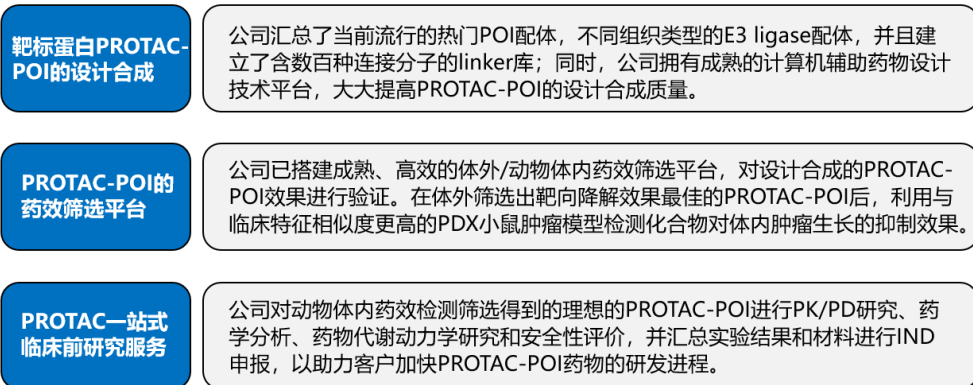 靶标蛋白PROTAC-
POI的设计合成
公司汇总了当前流行的热门POI配体，不同组织类型的E3 ligase配体，并且建
立了含数百种连接分子的linker库；同时，公司拥有成熟的计算机辅助药物设计
技术平台，大大提高PROTAC-POI的设计合成质量。
PROTAC-POI的
药效筛选平台
公司已搭建成熟、高效的体外/动物体内药效筛选平台，对设计合成的PROTAC-
POI效果进行验证。在体外筛选出靶向降解效果最佳的PROTAC-POI后，利用与
临床特征相似度更高的PDX小鼠肿瘤模型检测化合物对体内肿瘤生长的抑制效果。
PROTAC一站式
临床前研究服务
公司对动物体内药效检测筛选得到的理想的PROTAC-POI进行PK/PD研究、药
学分析、药物代谢动力学研究和安全性评价，并汇总实验结果和材料进行IND
申报，以助力客户加快PROTAC-POI药物的研发进程。